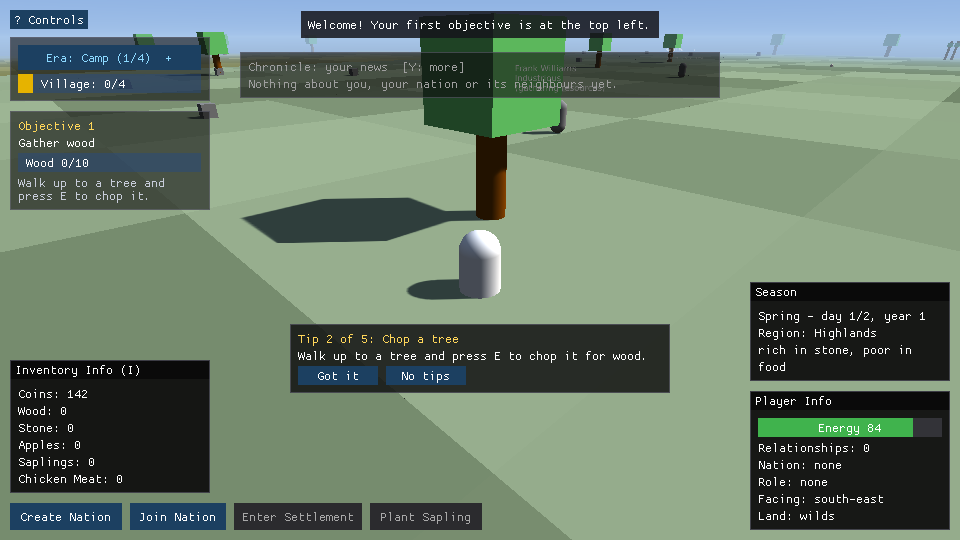 ? Controls
Welcome! Your first objective is at the top left.
Era: Camp (1/4) +
Village: 0/4
Chronicle: your news [Y: more]
Nothing about you, your nation or its neighbours yet.
Frank William
Industrious
Objective 1
Gather wood
Wood 0/10
Walk up to a tree and
press E to chop it.
Tip 2 of 5: Chop a tree
Walk up to a tree and press E to chop it for wood.
Got it
No tips
Season
Spring - day 1/2, year 1
Region: Highlands
rich in stone, poor in
food
Inventory Info (I)
Coins: 142
Wood: 0
Stone: 0
Apples: 0
Saplings: 0
Chicken Meat: 0
Player Info
Energy 84
Relationships: 0
Nation: none
Role: none
Facing: south-east
Land: wilds
Create Nation
Join Nation
Enter Settlement
Plant Sapling